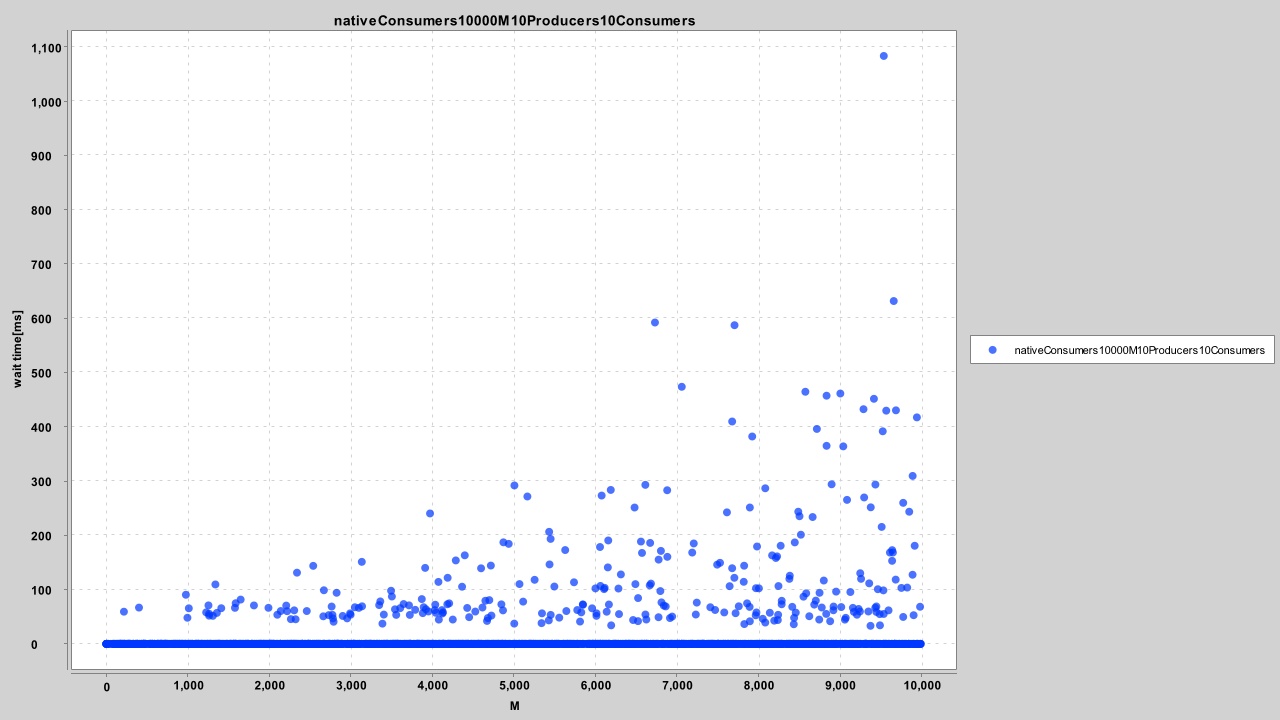 nativeConsumers10000M10Producers10Consumers
1,100
1,000
900
800
700
600
500
400
300
200
100
0
wait time[ms]
0 1,000 2,000 3,000 4,000 5,000 6,000 7,000 8,000 9,000 10,000
M
nativeConsumers10000M10Producers10Consumers